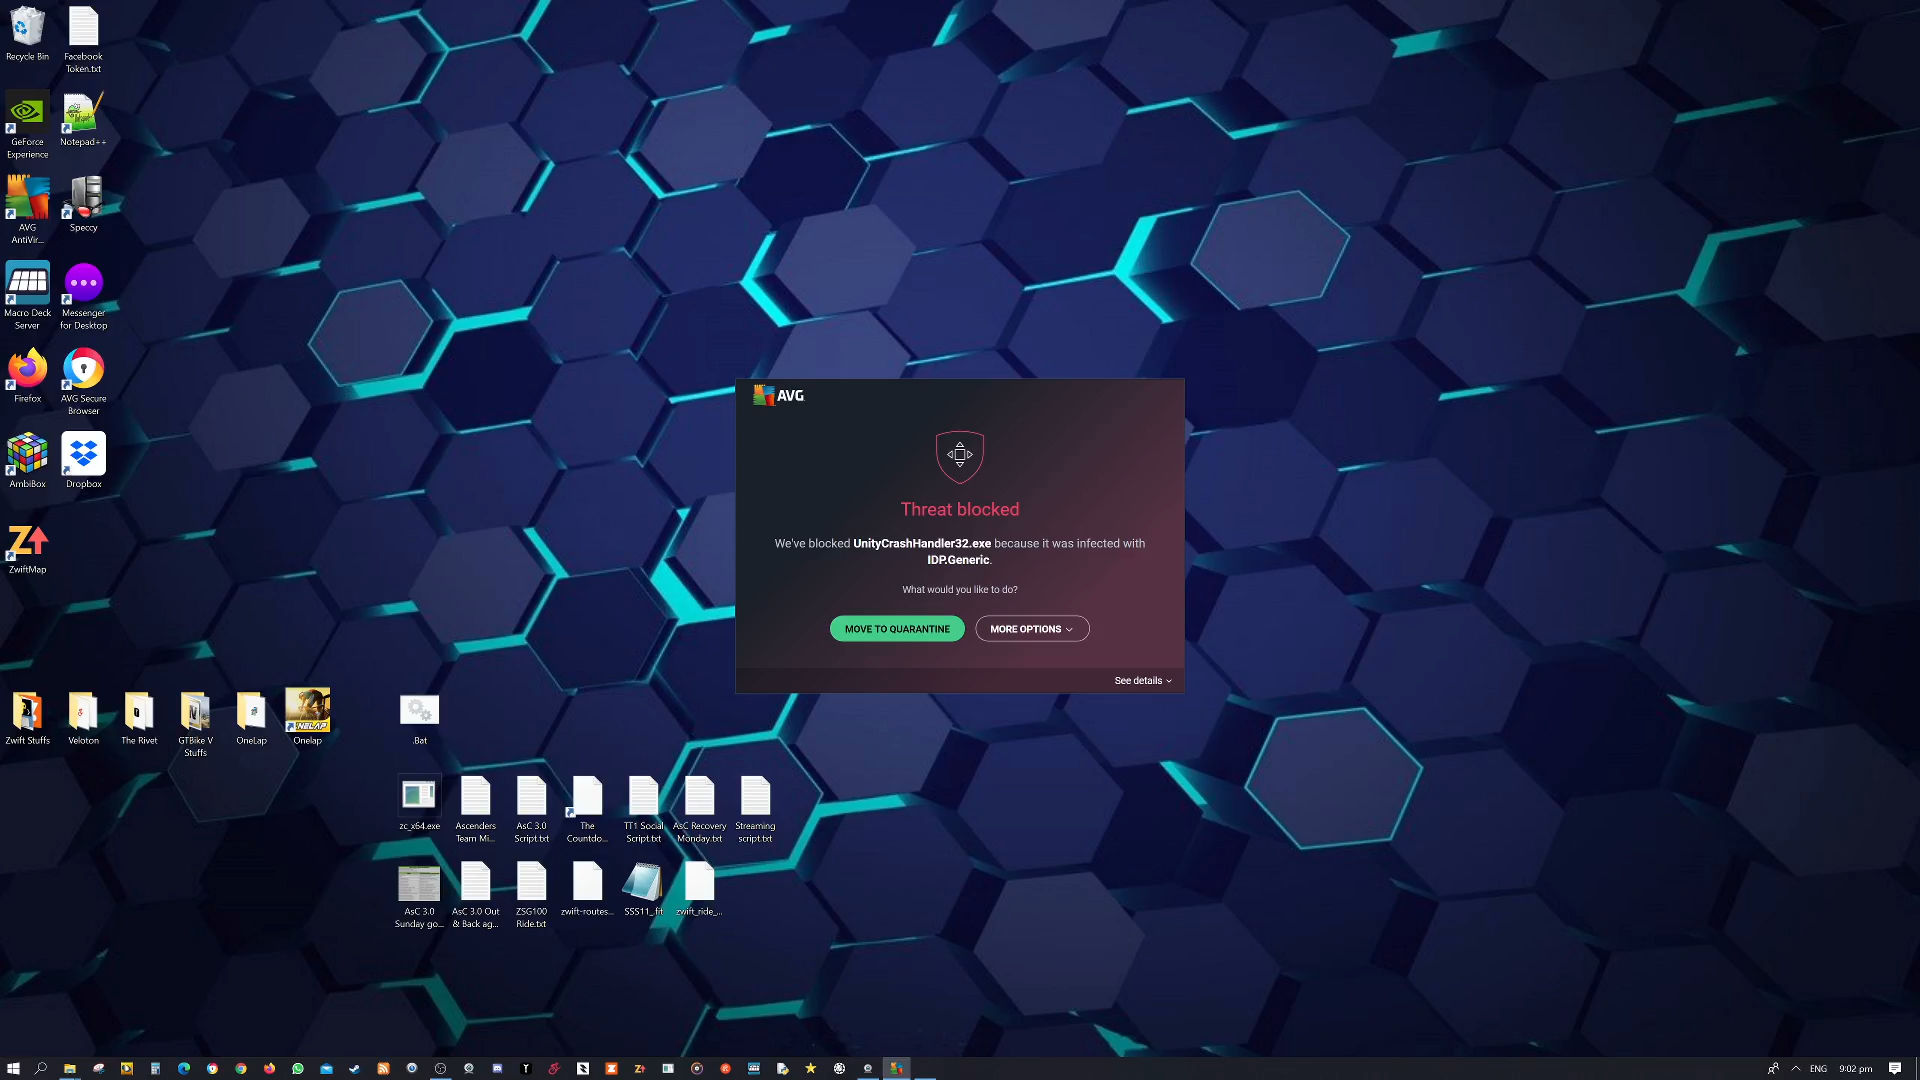 Recycle Bin
Facebook
Token.txt
GeForce
Experience
Notepad++
AVG
AntiVir...
Speccy
Macro Deck
Server
Messenger
for Desktop
Firefox
AVG Secure
Browser
AmbiBox
Dropbox
ZwiftMap
AVG
Threat blocked
We've blocked UnityCrashHandler32.exe because it was infected with
IDP.Generic.
What would you like to do?
MOVE TO QUARANTINE
MORE OPTIONS
See details
Zwift Stuffs
Veloton
The Rivet
GTBike V
Stuffs
OneLap
Onelap
.Bat
zc_x64.exe
Ascenders
Team Mi...
AsC 3.0
Script.txt
The
Countdo...
TT1 Social
Script.txt
AsC Recovery
Monday.txt
Streaming
script.txt
AsC 3.0
Sunday go...
AsC 3.0 Out
& Back ag...
ZSG100
Ride.txt
zwift-routes...
SSS11_fit
zwift_ride_...
ENG
9:02 pm